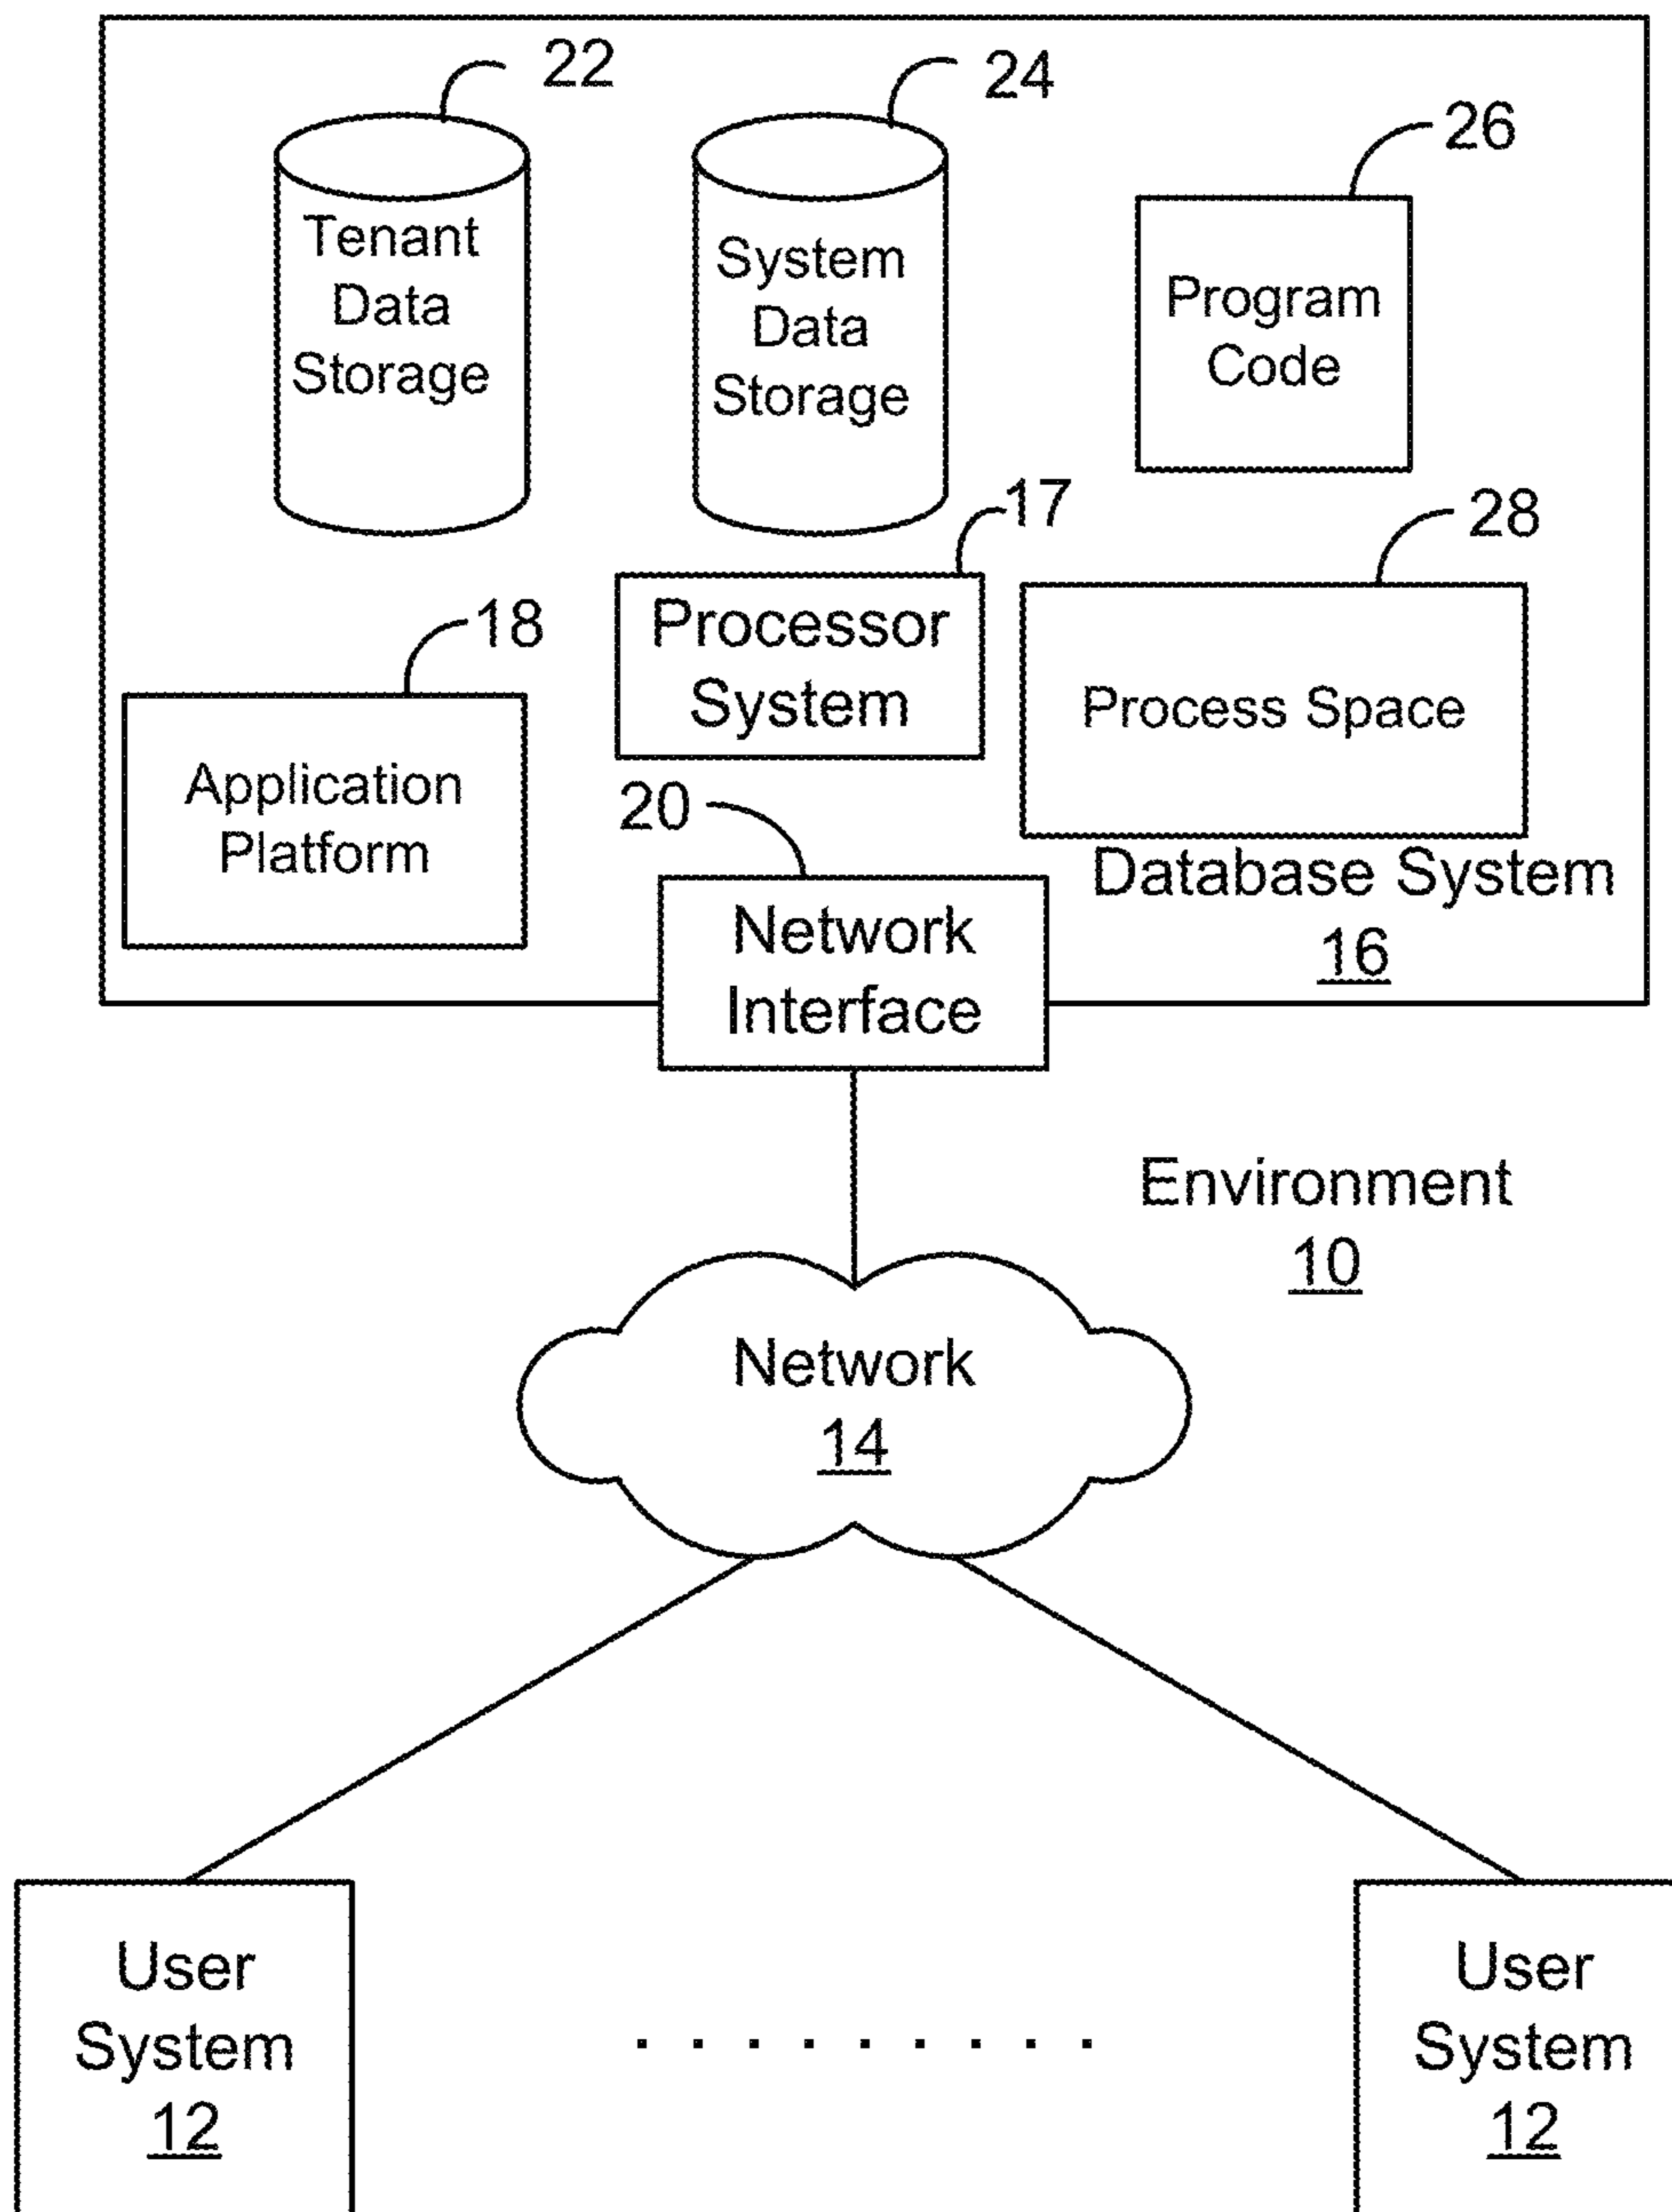 22
24
26
Tenant
Data
Storage
System
Data
Storage
Program
Code
17
28
18
Processor
System
Process Space
Application
Platform
20
Database System
16
Network
Interface
Environment
10
Network
14
User
System
12
. . . . . . . . .
User
System
12